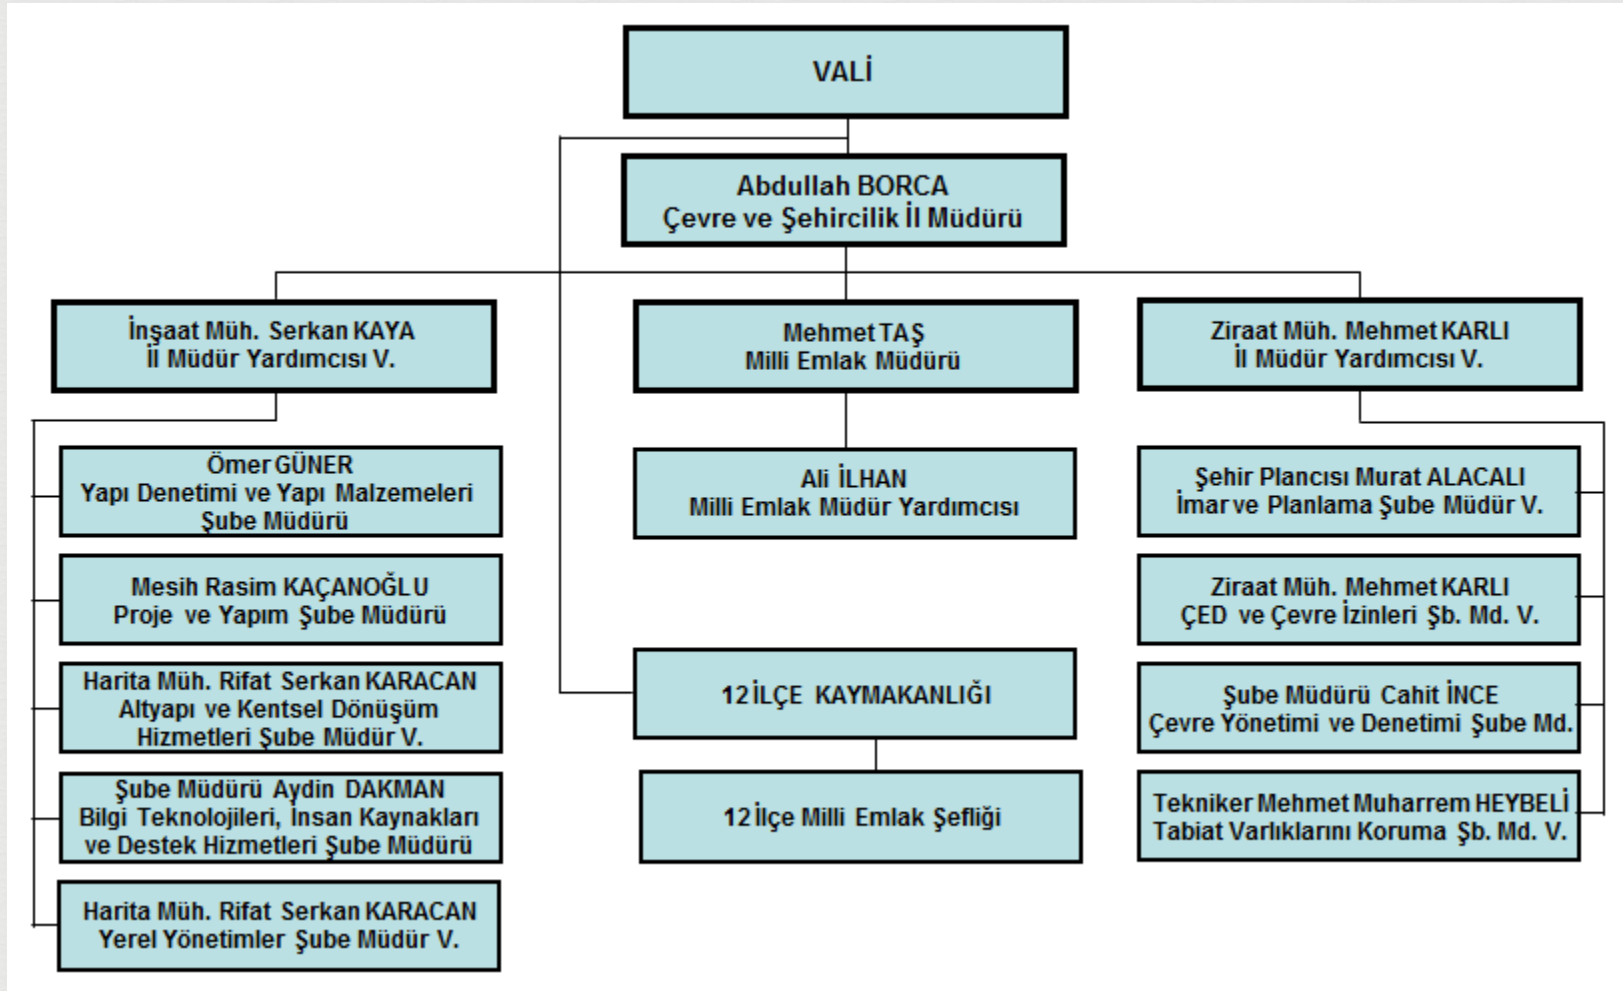 VALİ
Abdullah BORCA
Çevre ve Şehircilik İl Müdürü
İnşaat Müh. Serkan KAYA
İl Müdür Yardımcısı V.
Mehmet TAŞ
Milli Emlak Müdürü
Ziraat Müh. Mehmet KARLI
İl Müdür Yardımcısı V.
Ömer GÜNER
Yapı Denetimi ve Yapı Malzemeleri
Şube Müdürü
Mesih Rasim KAÇANOĞLU
Proje ve Yapım Şube Müdürü
Harita Müh. Rifat Serkan KARACAN
Altyapı ve Kentsel Dönüşüm
Hizmetleri Şube Müdür V.
Şube Müdürü Aydin DAKMAN
Bilgi Teknolojileri, İnsan Kaynakları
ve Destek Hizmetleri Şube Müdürü
Harita Müh. Rifat Serkan KARACAN
Yerel Yönetimler Şube Müdür V.
Ali İLHAN
Milli Emlak Müdür Yardımcısı
12 İLÇE KAYMAKANLIĞI
12 İlçe Milli Emlak Şefliği
Şehir Plancısı Murat ALACALI
İmar ve Planlama Şube Müdür V.
Ziraat Müh. Mehmet KARLI
ÇED ve Çevre İzinleri Şb. Md. V.
Şube Müdürü Cahit İNCE
Çevre Yönetimi ve Denetimi Şube Md.
Tekniker Mehmet Muharrem HEYBELİ
Tabiat Varlıklarını Koruma Şb. Md. V.